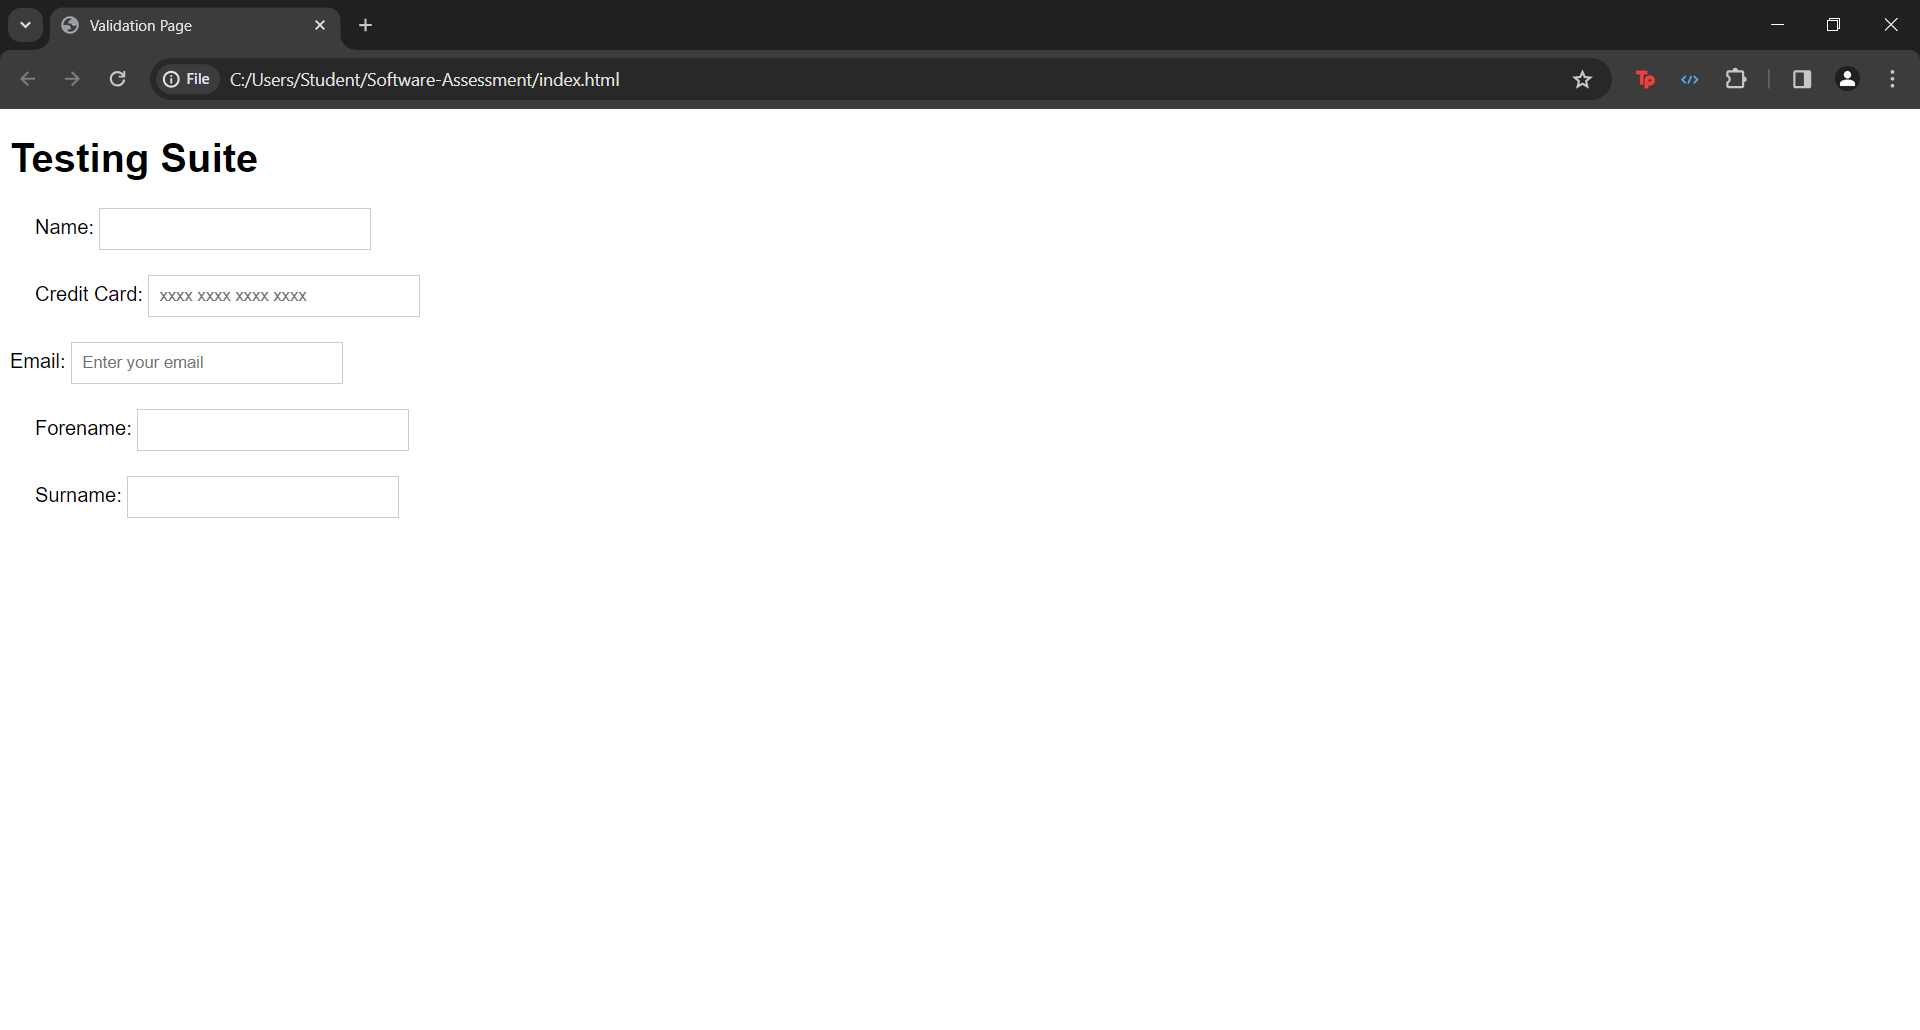 Validation Page
File C:/Users/Student/Software-Assessment/index.html Tp </>
Testing Suite
Name:
Credit Card: xxxx xxxx xxxx xxxx
Email: Enter your email
Forename:
Surname: